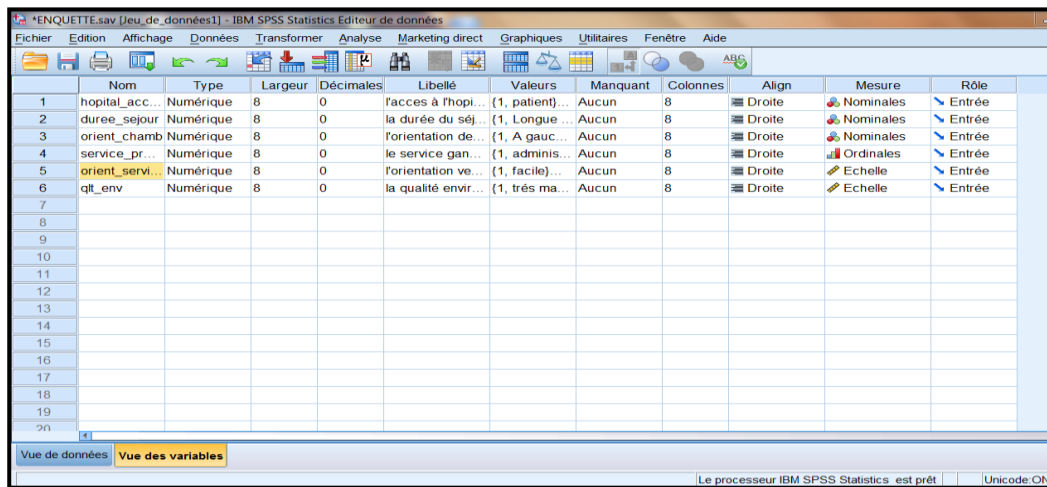 *ENQUETTE.sav [Jeu_de_données1] - IBM SPSS Statistics Editeur de données
Fichier Edition Affichage Données Transformer Analyse Marketing direct Graphiques Utilitaires Fenêtre Aide
Nom Type Largeur Décimales Libellé Valeurs Manquant Colonnes Align Mesure Rôle
1 hopital_acc... Numérique 8 0 l'acces à l'hopi... {1, patient}... Aucun 8 Droite Nominales Entrée
2 duree_sejour Numérique 8 0 la durée du séj... {1, Longue ... Aucun 8 Droite Nominales Entrée
3 orient_chamb Numérique 8 0 l'orientation de... {1, A gauc... Aucun 8 Droite Nominales Entrée
4 service_pr... Numérique 8 0 le service gan... {1, adminis... Aucun 8 Droite Ordinales Entrée
5 orient_servi... Numérique 8 0 l'orientation ve... {1, facile}... Aucun 8 Droite Echelle Entrée
6 qlt_env Numérique 8 0 la qualité envir... {1, trés ma... Aucun 8 Droite Echelle Entrée
7
8
9
10
11
12
13
14
15
16
17
18
19
20
Vue de données Vue des variables
Le processeur IBM SPSS Statistics est prêt Unicode:ON